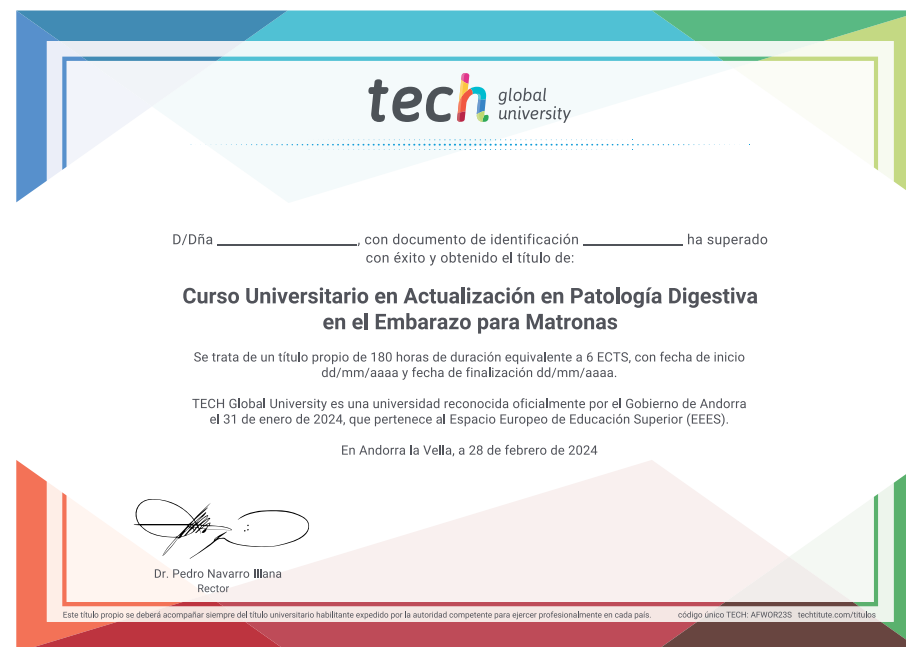 tech global university
D/Dña ____________________, con documento de identificación ______________ ha superado
con éxito y obtenido el título de:
Curso Universitario en Actualización en Patología Digestiva
en el Embarazo para Matronas
Se trata de un título propio de 180 horas de duración equivalente a 6 ECTS, con fecha de inicio
dd/mm/aaaa y fecha de finalización dd/mm/aaaa.
TECH Global University es una universidad reconocida oficialmente por el Gobierno de Andorra
el 31 de enero de 2024, que pertenece al Espacio Europeo de Educación Superior (EEES).
En Andorra la Vella, a 28 de febrero de 2024
Dr. Pedro Navarro Illana
Rector
Este título propio se deberá acompañar siempre del título universitario habilitante expedido por la autoridad competente para ejercer profesionalmente en cada país. código único TECH: AFWOR23S techtitute.com/titulos